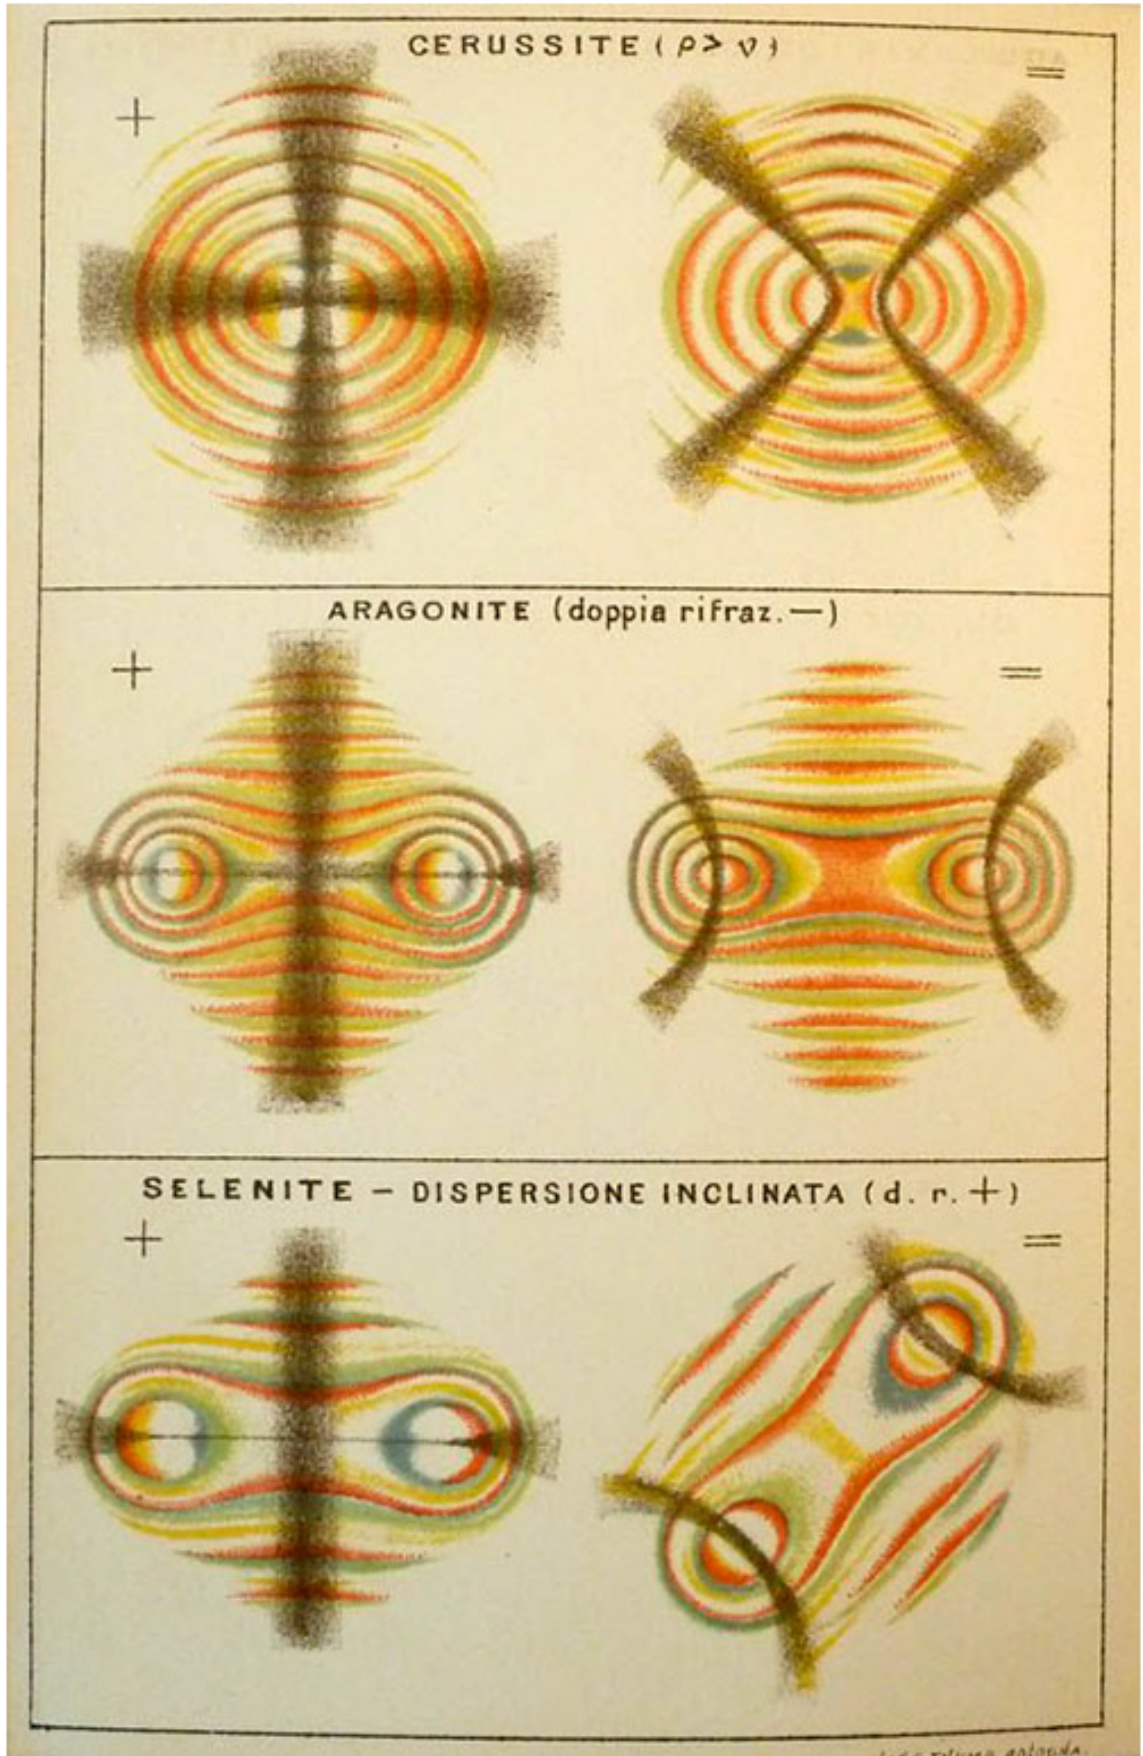 CERUSSITE (ρ> ν)
+
=
ARAGONITE (doppia rifraz.—)
+
=
SELENITE — DISPERSIONE INCLINATA (d. r. +)
+
=